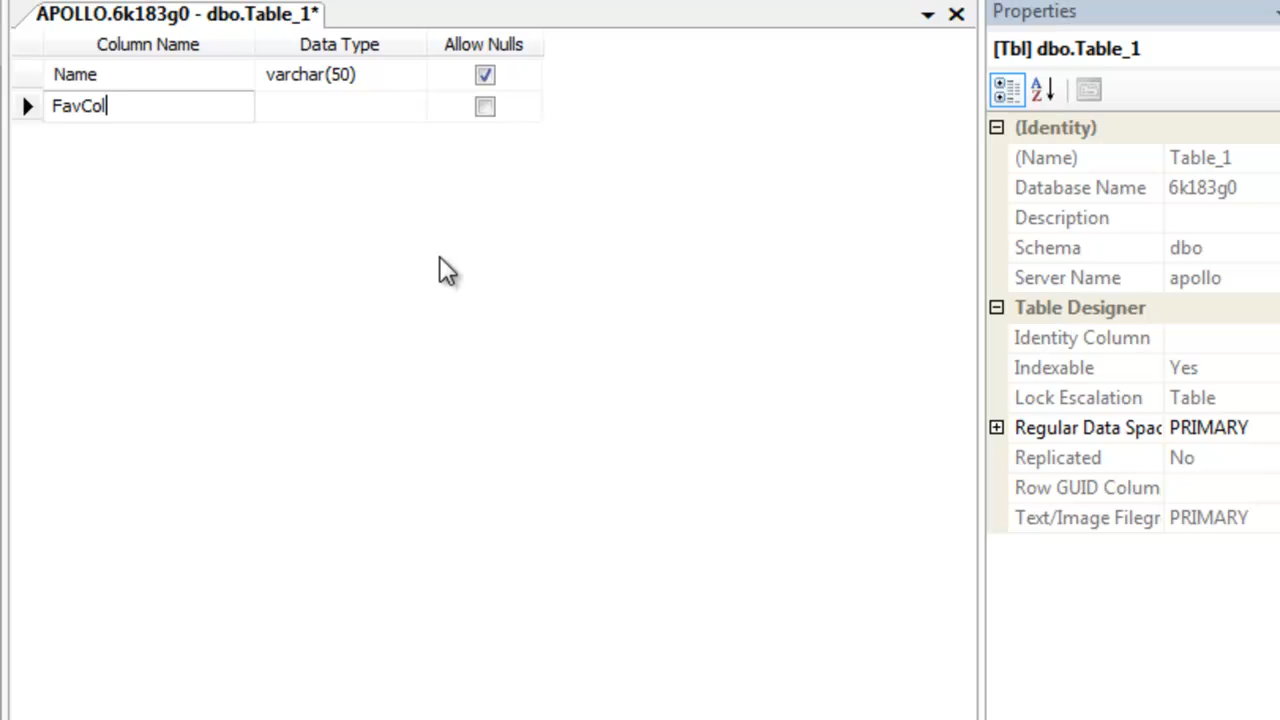 APOLLO.6k183g0 - dbo.Table_1*
Column Name Data Type Allow Nulls
Name varchar(50)
FavCol
Properties
[Tbl] dbo.Table_1
(Identity)
(Name) Table_1
Database Name 6k183g0
Description
Schema dbo
Server Name apollo
Table Designer
Identity Column
Indexable Yes
Lock Escalation Table
Regular Data Spac PRIMARY
Replicated No
Row GUID Colum
Text/Image Filegr PRIMARY